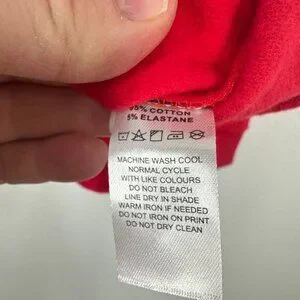 95% COTTON
5% ELASTANE
MACHINE WASH COOL
NORMAL CYCLE
WITH LIKE COLOURS
DO NOT BLEACH
LINE DRY IN SHADE
WARM IRON IF NEEDED
DO NOT IRON ON PRINT
DO NOT DRY CLEAN